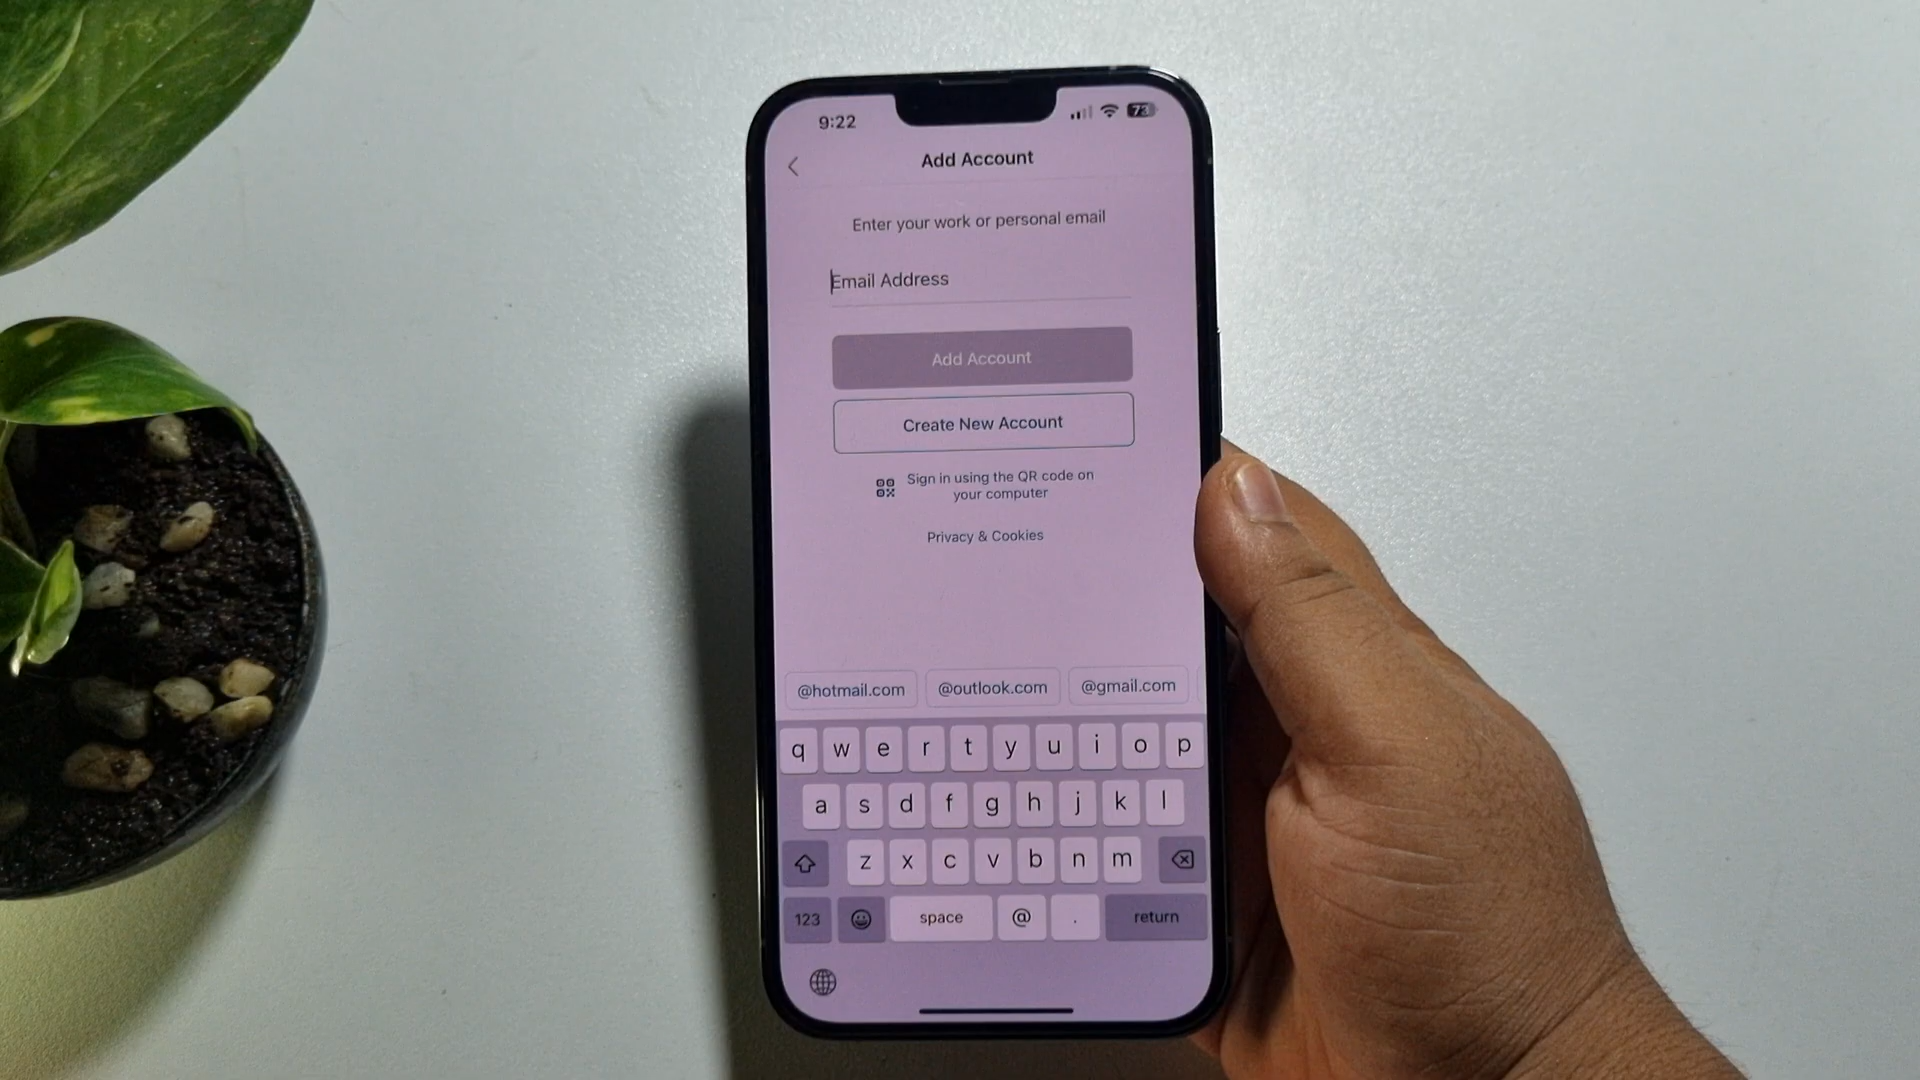 9:22
73
Add Account
Enter your work or personal email
Email Address
Add Account
Create New Account
Sign in using the QR code on
your computer
Privacy & Cookies
@hotmail.com @outlook.com @gmail.com
q w e r t y u i o p
a s d f g h j k l
z x c v b n m
123 space @ . return